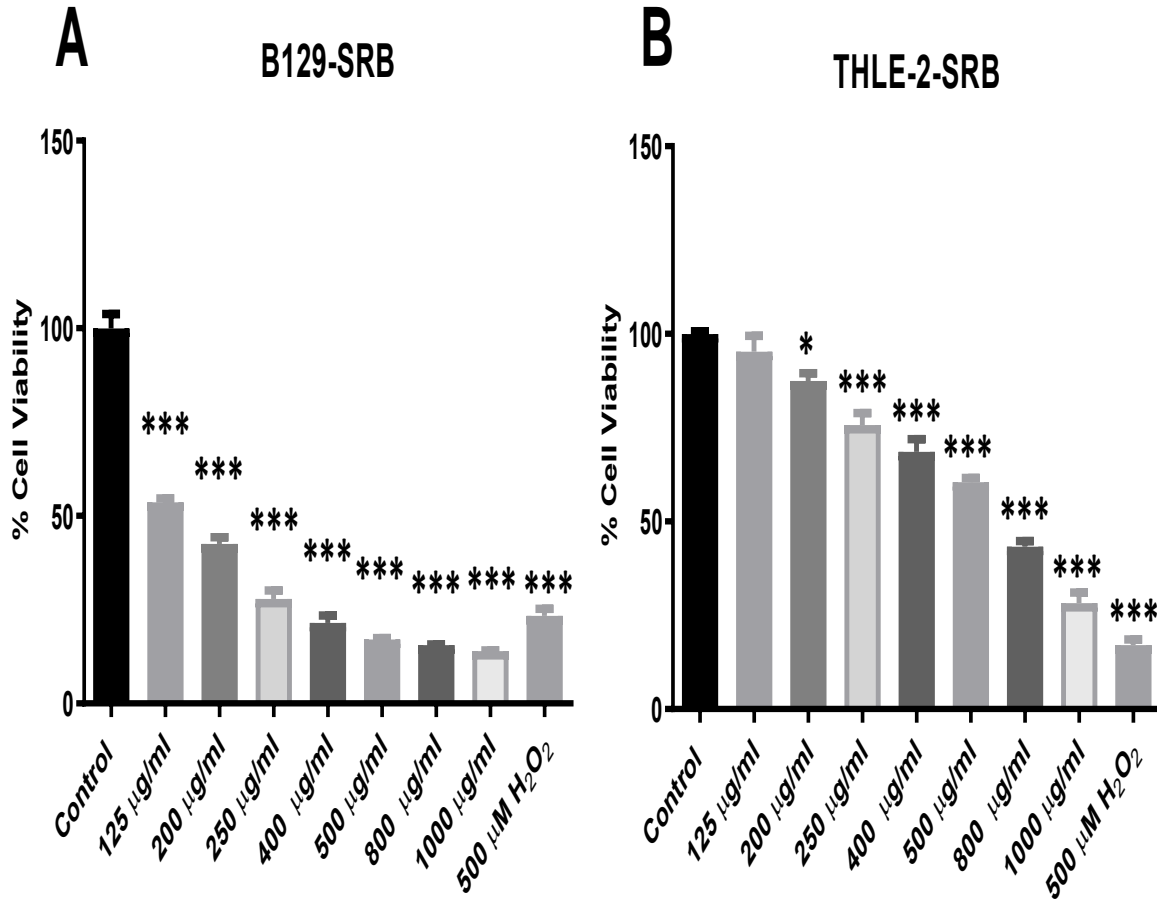 A
B129-SRB
% Cell Viability
150
100
50
0
***
***
***
***
***
***
***
***
Control
125 μg/ml
200 μg/ml
250 μg/ml
400 μg/ml
500 μg/ml
800 μg/ml
1000 μg/ml
500 μM H₂O₂
B
THLE-2-SRB
% Cell Viability
150
100
50
0
*
***
***
***
***
***
***
Control
125 μg/ml
200 μg/ml
250 μg/ml
400 μg/ml
500 μg/ml
800 μg/ml
1000 μg/ml
500 μM H₂O₂